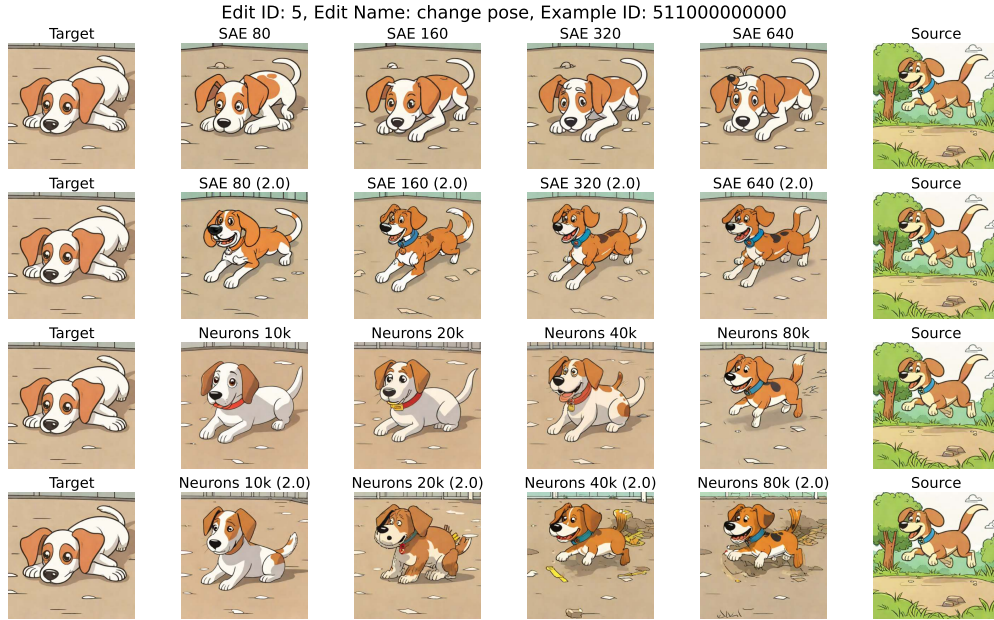 Edit ID: 5, Edit Name: change pose, Example ID: 511000000000
Target SAE 80 SAE 160 SAE 320 SAE 640 Source
Target SAE 80 (2.0) SAE 160 (2.0) SAE 320 (2.0) SAE 640 (2.0) Source
Target Neurons 10k Neurons 20k Neurons 40k Neurons 80k Source
Target Neurons 10k (2.0) Neurons 20k (2.0) Neurons 40k (2.0) Neurons 80k (2.0) Source